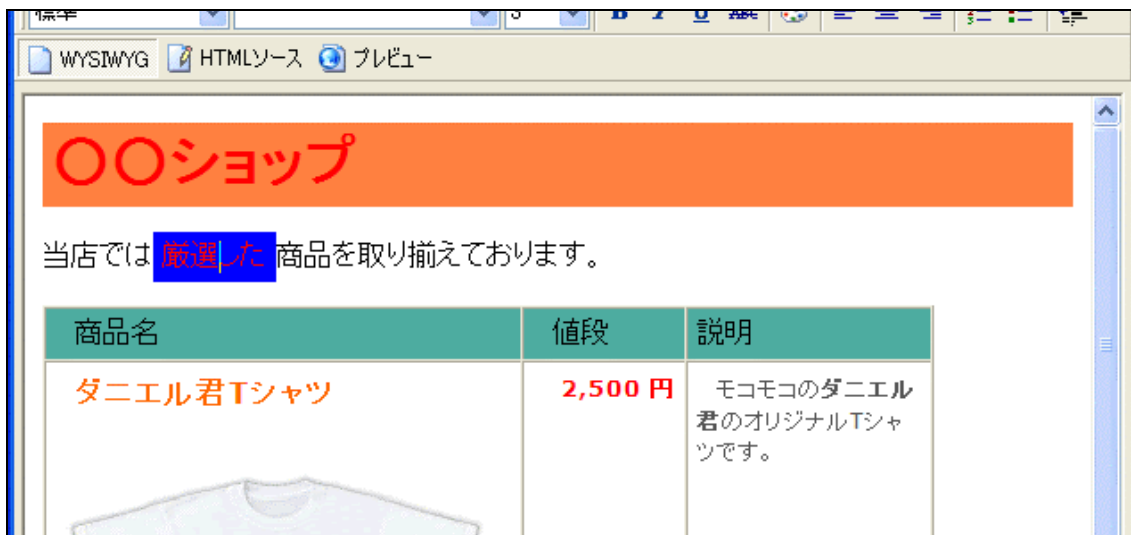 標準 3 B I U ABC
WYSIWYG HTMLソース プレビュー
〇〇ショップ
当店では 厳選した 商品を取り揃えております。
商品名 値段 説明
ダニエル君Tシャツ 2,500 円 モコモコのダニエル
君のオリジナルTシャ
ツです。